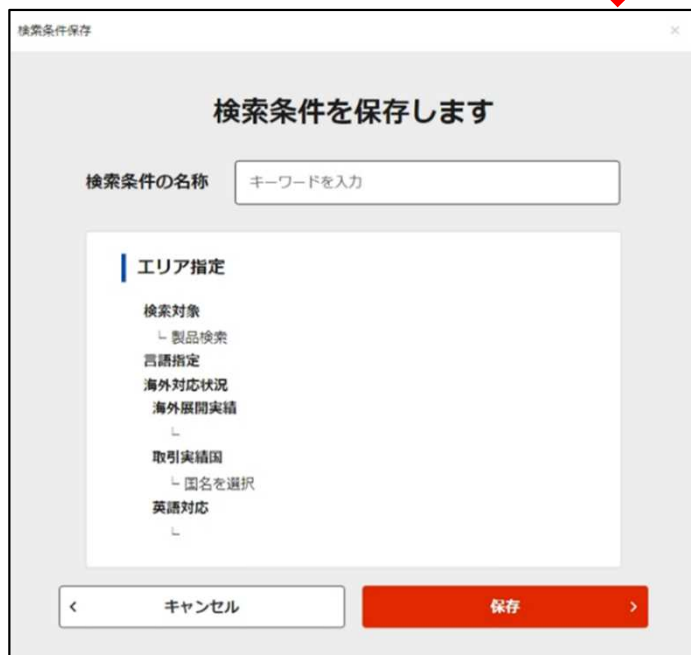 検索条件保存 ×
検索条件を保存します
検索条件の名称 キーワードを入力
エリア指定
検索対象
└ 製品検索
言語指定
海外対応状況
海外展開実績
└
取引実績国
└ 国名を選択
英語対応
└
< キャンセル 保存 >